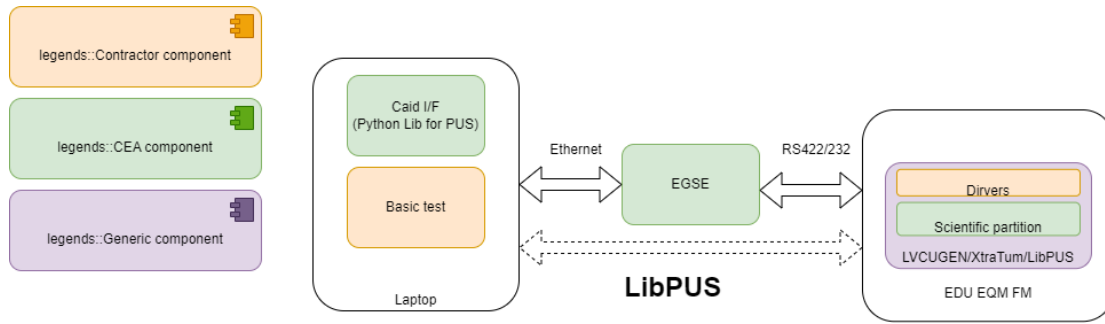 legends::Contractor component
legends::CEA component
legends::Generic component
Caid I/F
(Python Lib for PUS)
Basic test
Laptop
Ethernet
EGSE
RS422/232
LibPUS
Dirvers
Scientific partition
LVCUGEN/XtraTum/LibPUS
EDU EQM FM